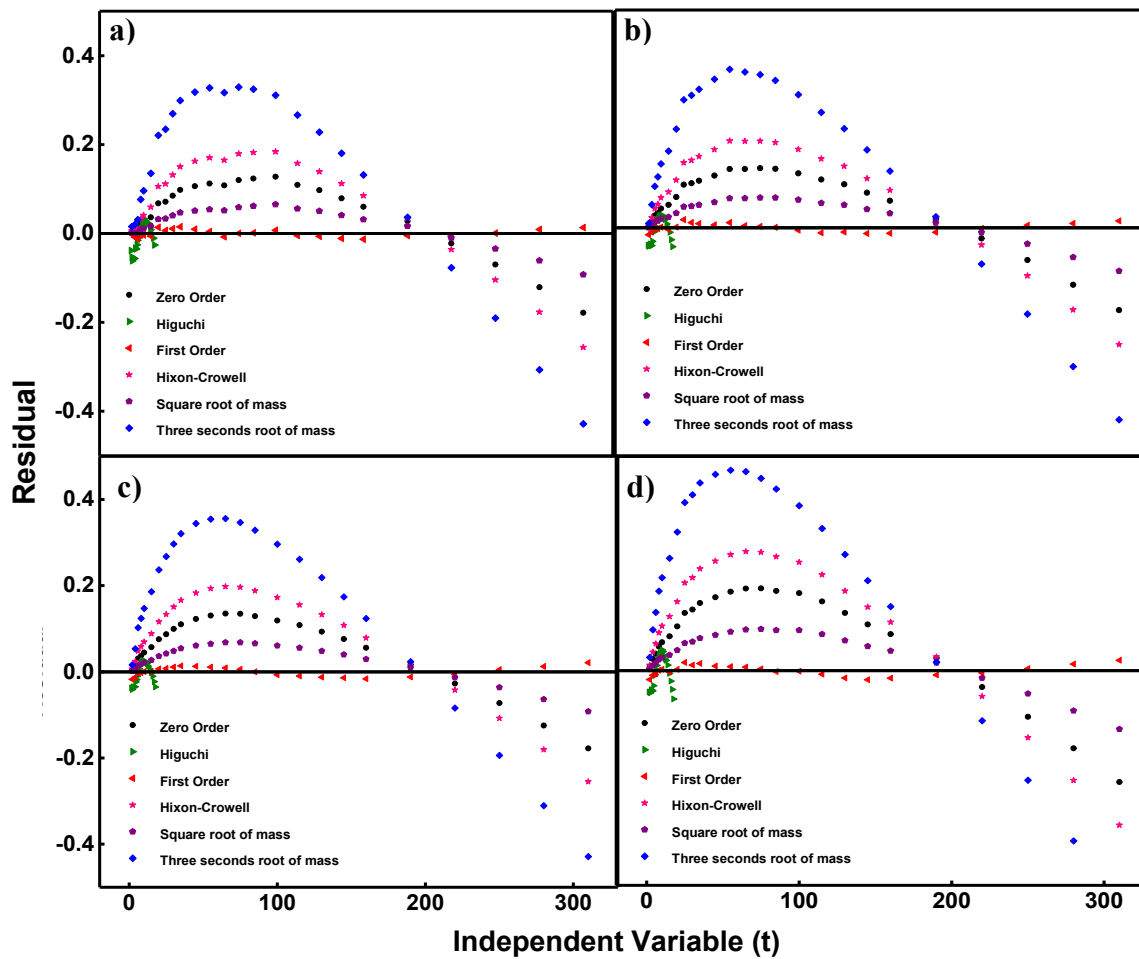 a)
b)
0.4
0.2
0.0
-0.2
-0.4
Zero Order
Higuchi
First Order
Hixon-Crowell
Square root of mass
Three seconds root of mass
Zero Order
Higuchi
First Order
Hixon-Crowell
Square root of mass
Three seconds root of mass
Residual
c)
d)
0.4
0.2
0.0
-0.2
-0.4
Zero Order
Higuchi
First Order
Hixon-Crowell
Square root of mass
Three seconds root of mass
Zero Order
Higuchi
First Order
Hixon-Crowell
Square root of mass
Three seconds root of mass
0 100 200 300 0 100 200 300
Independent Variable (t)